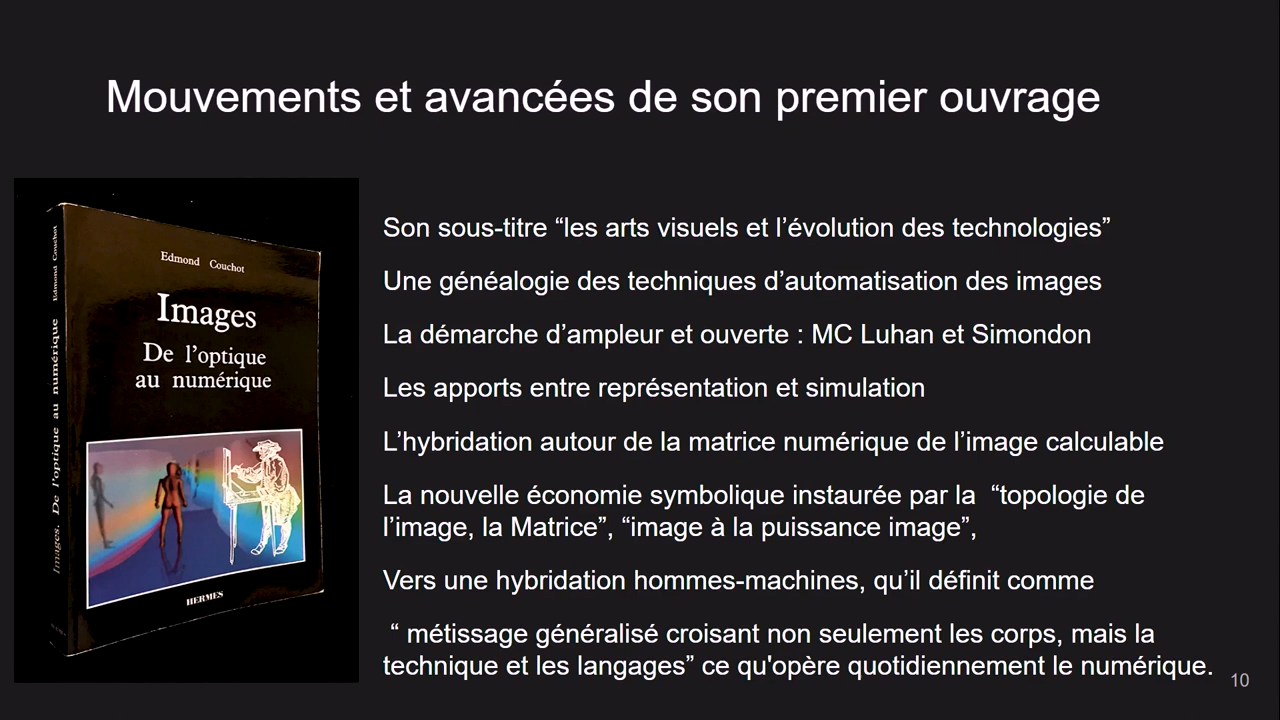 Mouvements et avancées de son premier ouvrage
Edmond Couchot
Images
De l'optique
au numérique
HERMES
Images. De l'optique au numérique Edmond Couchot
Son sous-titre “les arts visuels et l’évolution des technologies”
Une généalogie des techniques d’automatisation des images
La démarche d’ampleur et ouverte : MC Luhan et Simondon
Les apports entre représentation et simulation
L’hybridation autour de la matrice numérique de l’image calculable
La nouvelle économie symbolique instaurée par la “topologie de
l’image, la Matrice”, “image à la puissance image”,
Vers une hybridation hommes-machines, qu’il définit comme
“ métissage généralisé croisant non seulement les corps, mais la
technique et les langages” ce qu'opère quotidiennement le numérique.
10